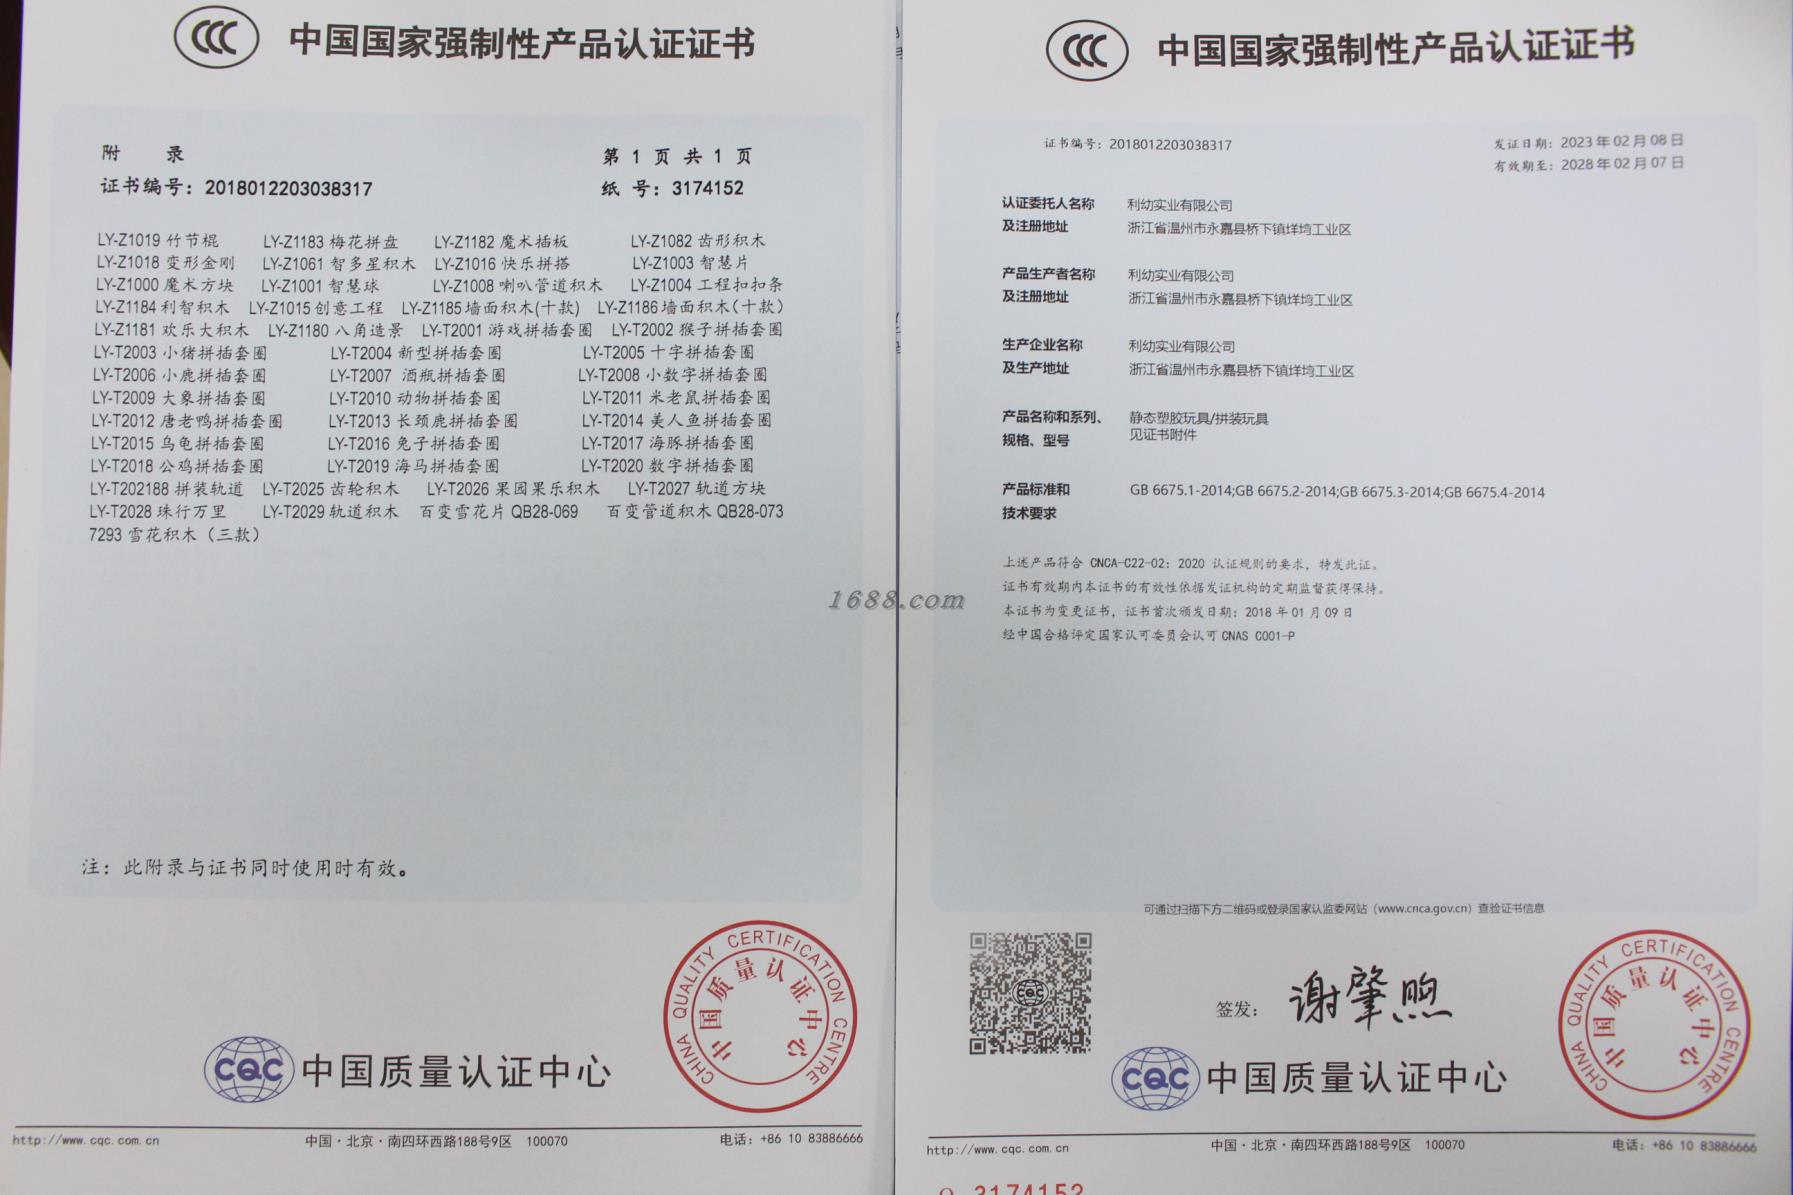 CCC 中国国家强制性产品认证证书
附 录
第 1 页 共 1 页
证书编号：2018012203038317
纸 号：3174152
LY-Z1019 竹节棍 LY-Z1183 梅花拼盘 LY-Z1182 魔术插板 LY-Z1082 齿形积木
LY-Z1018 变形金刚 LY-Z1061 智多星积木 LY-Z1016 快乐拼搭 LY-Z1003 智慧片
LY-Z1000 魔术方块 LY-Z1001 智慧球 LY-Z1008 喇叭管道积木 LY-Z1004 工程扣扣条
LY-Z1184 利智积木 LY-Z1015 创意工程 LY-Z1185 墙面积木(十款) LY-Z1186 墙面积木（十款）
LY-Z1181 欢乐大积木 LY-Z1180 八角造景 LY-T2001 游戏拼插套圈 LY-T2002 猴子拼插套圈
LY-T2003 小猪拼插套圈 LY-T2004 新型拼插套圈 LY-T2005 十字拼插套圈
LY-T2006 小鹿拼插套圈 LY-T2007 酒瓶拼插套圈 LY-T2008 小数字拼插套圈
LY-T2009 大象拼插套圈 LY-T2010 动物拼插套圈 LY-T2011 米老鼠拼插套圈
LY-T2012 唐老鸭拼插套圈 LY-T2013 长颈鹿拼插套圈 LY-T2014 美人鱼拼插套圈
LY-T2015 乌龟拼插套圈 LY-T2016 兔子拼插套圈 LY-T2017 海豚拼插套圈
LY-T2018 公鸡拼插套圈 LY-T2019 海马拼插套圈 LY-T2020 数字拼插套圈
LY-T202188 拼装轨道 LY-T2025 齿轮积木 LY-T2026 果园果乐积木 LY-T2027 轨道方块
LY-T2028 珠行万里 LY-T2029 轨道积木 百变雪花片 QB28-069 百变管道积木 QB28-073
7293 雪花积木（三款）
注：此附录与证书同时使用时有效。
CHINA QUALITY CERTIFICATION CENTRE
中国质量认证中心
CQC 中国质量认证中心
http://www.cqc.com.cn
中国·北京·南四环西路188号9区 100070
电话：+86 10 83886666
1688.com
CCC 中国国家强制性产品认证证书
证书编号：2018012203038317
发证日期：2023 年 02 月 08 日
有效期至：2028 年 02 月 07 日
认证委托人名称 利幼实业有限公司
及注册地址 浙江省温州市永嘉县桥下镇垟塆工业区
产品生产者名称 利幼实业有限公司
及注册地址 浙江省温州市永嘉县桥下镇垟塆工业区
生产企业名称 利幼实业有限公司
及生产地址 浙江省温州市永嘉县桥下镇垟塆工业区
产品名称和系列、 静态塑胶玩具/拼装玩具
规格、型号 见证书附件
产品标准和 GB 6675.1-2014;GB 6675.2-2014;GB 6675.3-2014;GB 6675.4-2014
技术要求
上述产品符合 CNCA-C22-02：2020 认证规则的要求，特发此证。
证书有效期内本证书的有效性依据发证机构的定期监督获得保持。
本证书为变更证书，证书首次颁发日期：2018 年 01 月 09 日
经中国合格评定国家认可委员会认可 CNAS C001-P
可通过扫描下方二维码或登录国家认监委网站（www.cnca.gov.cn）查验证书信息
CQC
签发：谢肇煦
CHINA QUALITY CERTIFICATION CENTRE
中国质量认证中心
CQC 中国质量认证中心
http://www.cqc.com.cn
中国·北京·南四环西路188号9区 100070
电话：+86 10 83886666
3174152